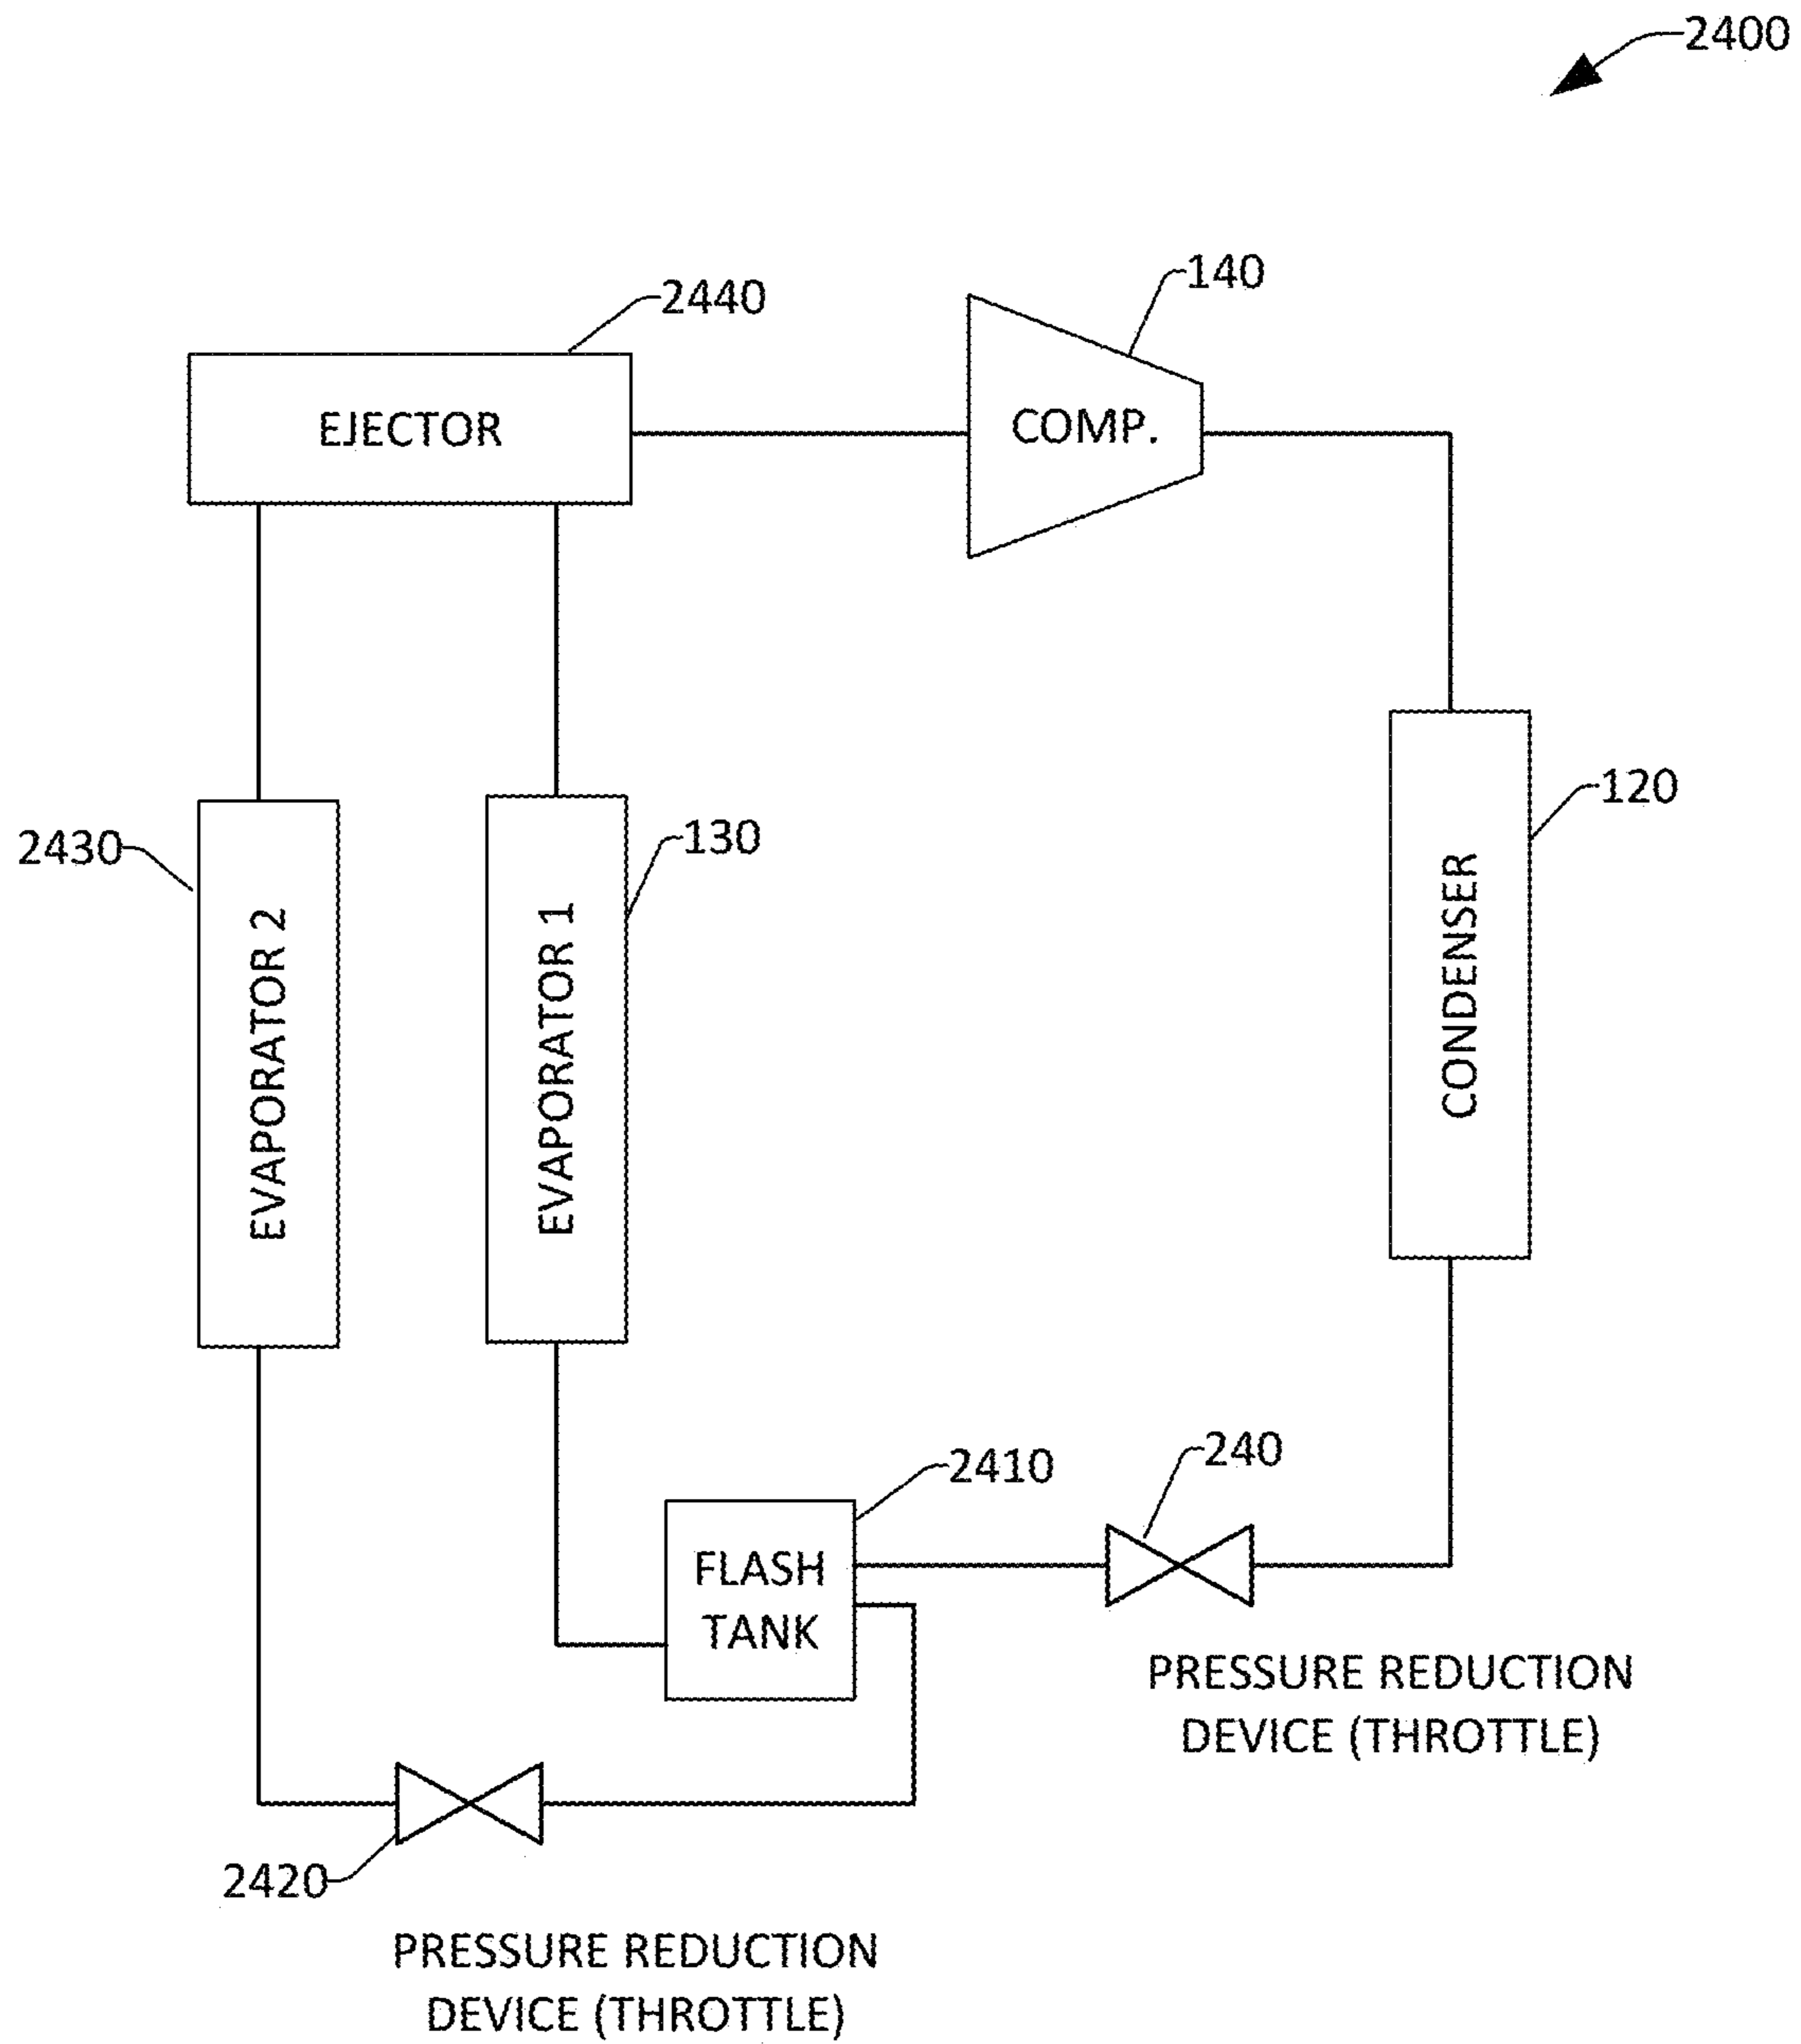 2400
140
2440
EJECTOR
COMP.
120
2430
130
EVAPORATOR 2
EVAPORATOR 1
CONDENSER
2410
240
FLASH
TANK
PRESSURE REDUCTION
DEVICE (THROTTLE)
2420
PRESSURE REDUCTION
DEVICE (THROTTLE)